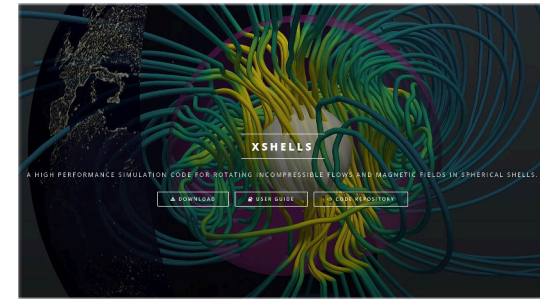 XSHELLS
A HIGH PERFORMANCE SIMULATION CODE FOR ROTATING INCOMPRESSIBLE FLOWS AND MAGNETIC FIELDS IN SPHERICAL SHELLS.
DOWNLOAD
USER GUIDE
</> CODE REPOSITORY